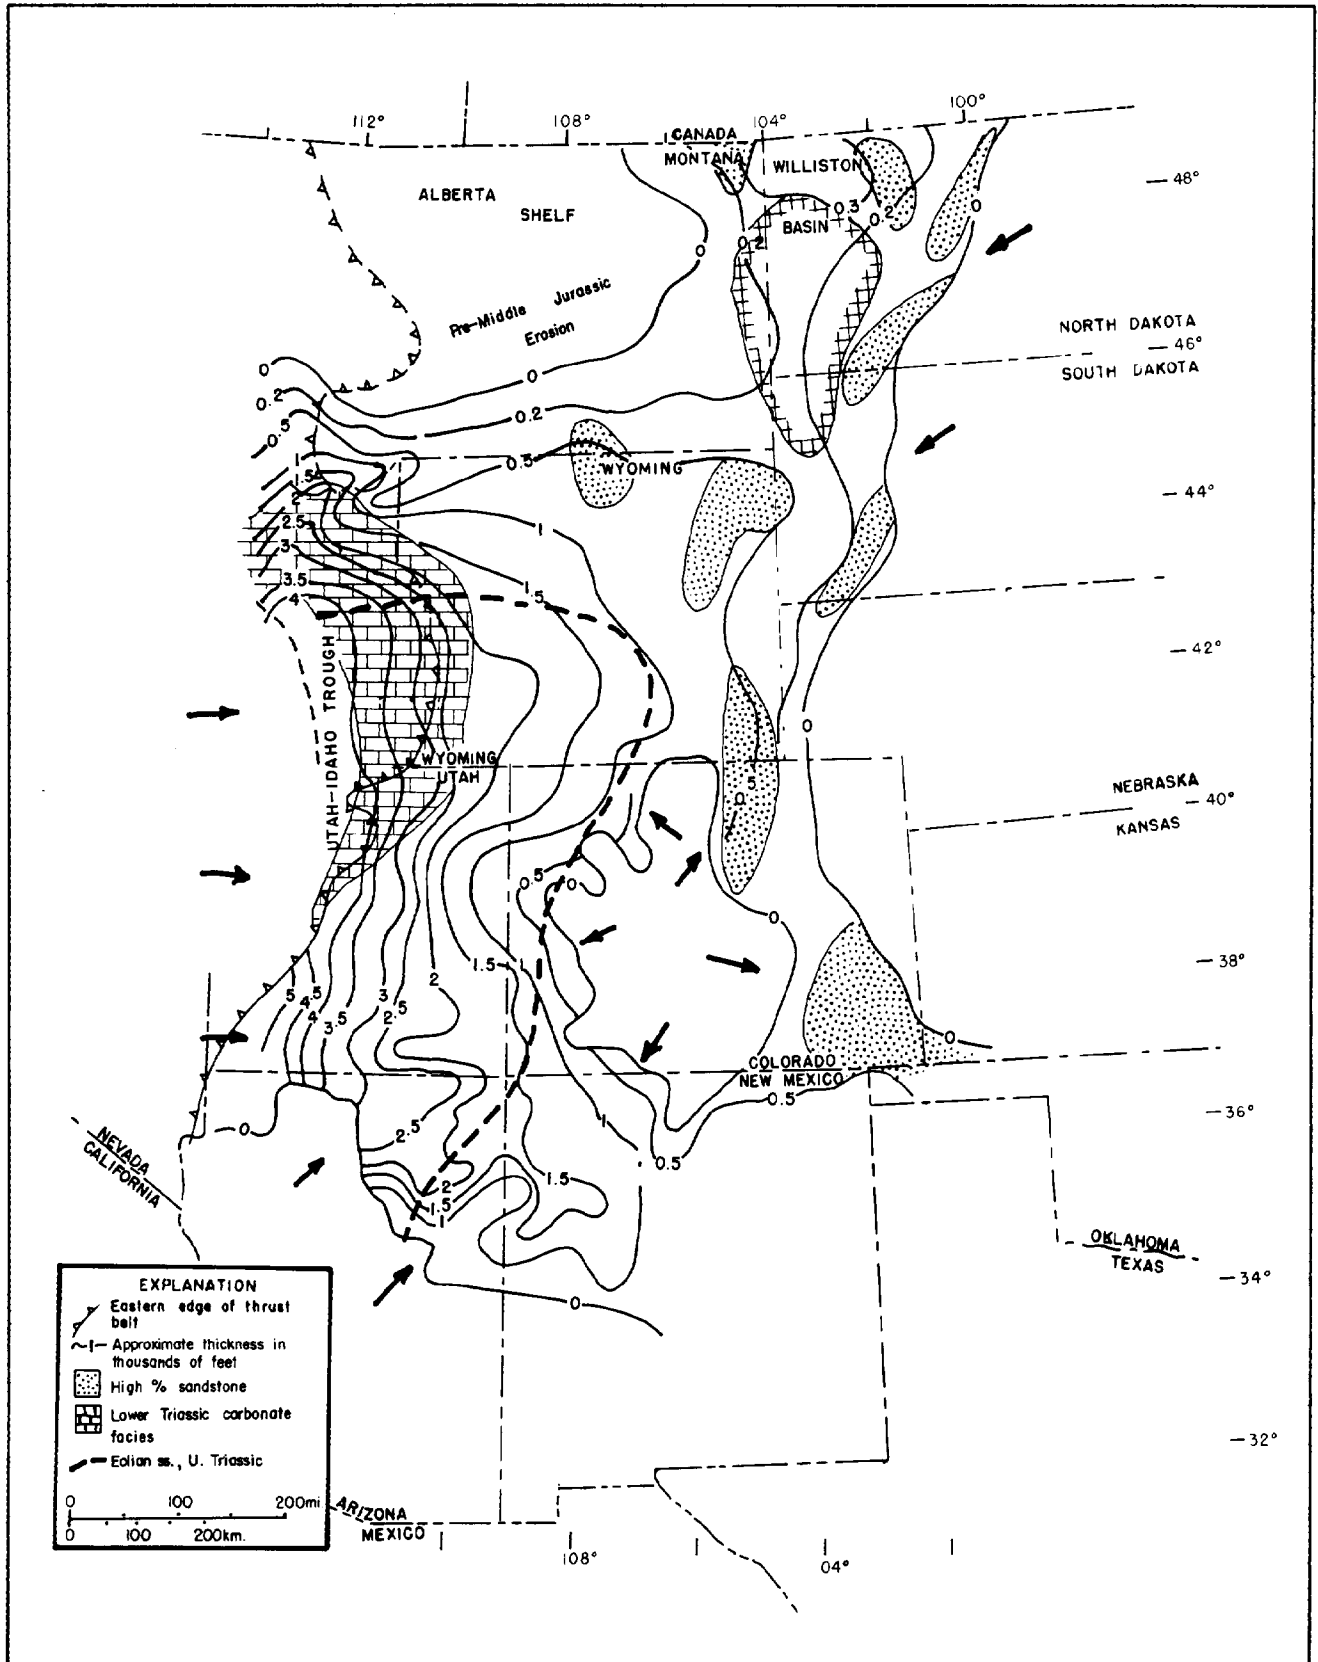 112°
108°
104°
100°
CANADA
MONTANA
WILLISTON
BASIN
ALBERTA
SHELF
48°
0.3
0.2
0
0.2
0
Pre-Middle Jurassic
Erosion
NORTH DAKOTA
46°
SOUTH DAKOTA
0
0
0.2
0.2
0.5
0.5
WYOMING
44°
.5
2
2.5
1
3
3.5
1.5
4
42°
UTAH-IDAHO TROUGH
0
WYOMING
UTAH
0.5
NEBRASKA
40°
KANSAS
0.5
0
0
38°
1.5
1
2
5
4.5
4
3.5
3
2.5
0
COLORADO
NEW MEXICO
0.5
36°
0
2.5
1
0.5
2
1.5
1.5
1
NEVADA
CALIFORNIA
OKLAHOMA
TEXAS
34°
0
EXPLANATION
Eastern edge of thrust
belt
1 Approximate thickness in
thousands of feet
High % sandstone
Lower Triassic carbonate
facies
Eolian ss., U. Triassic
0 100 200mi.
0 100 200km.
32°
ARIZONA
MEXICO
108°
04°